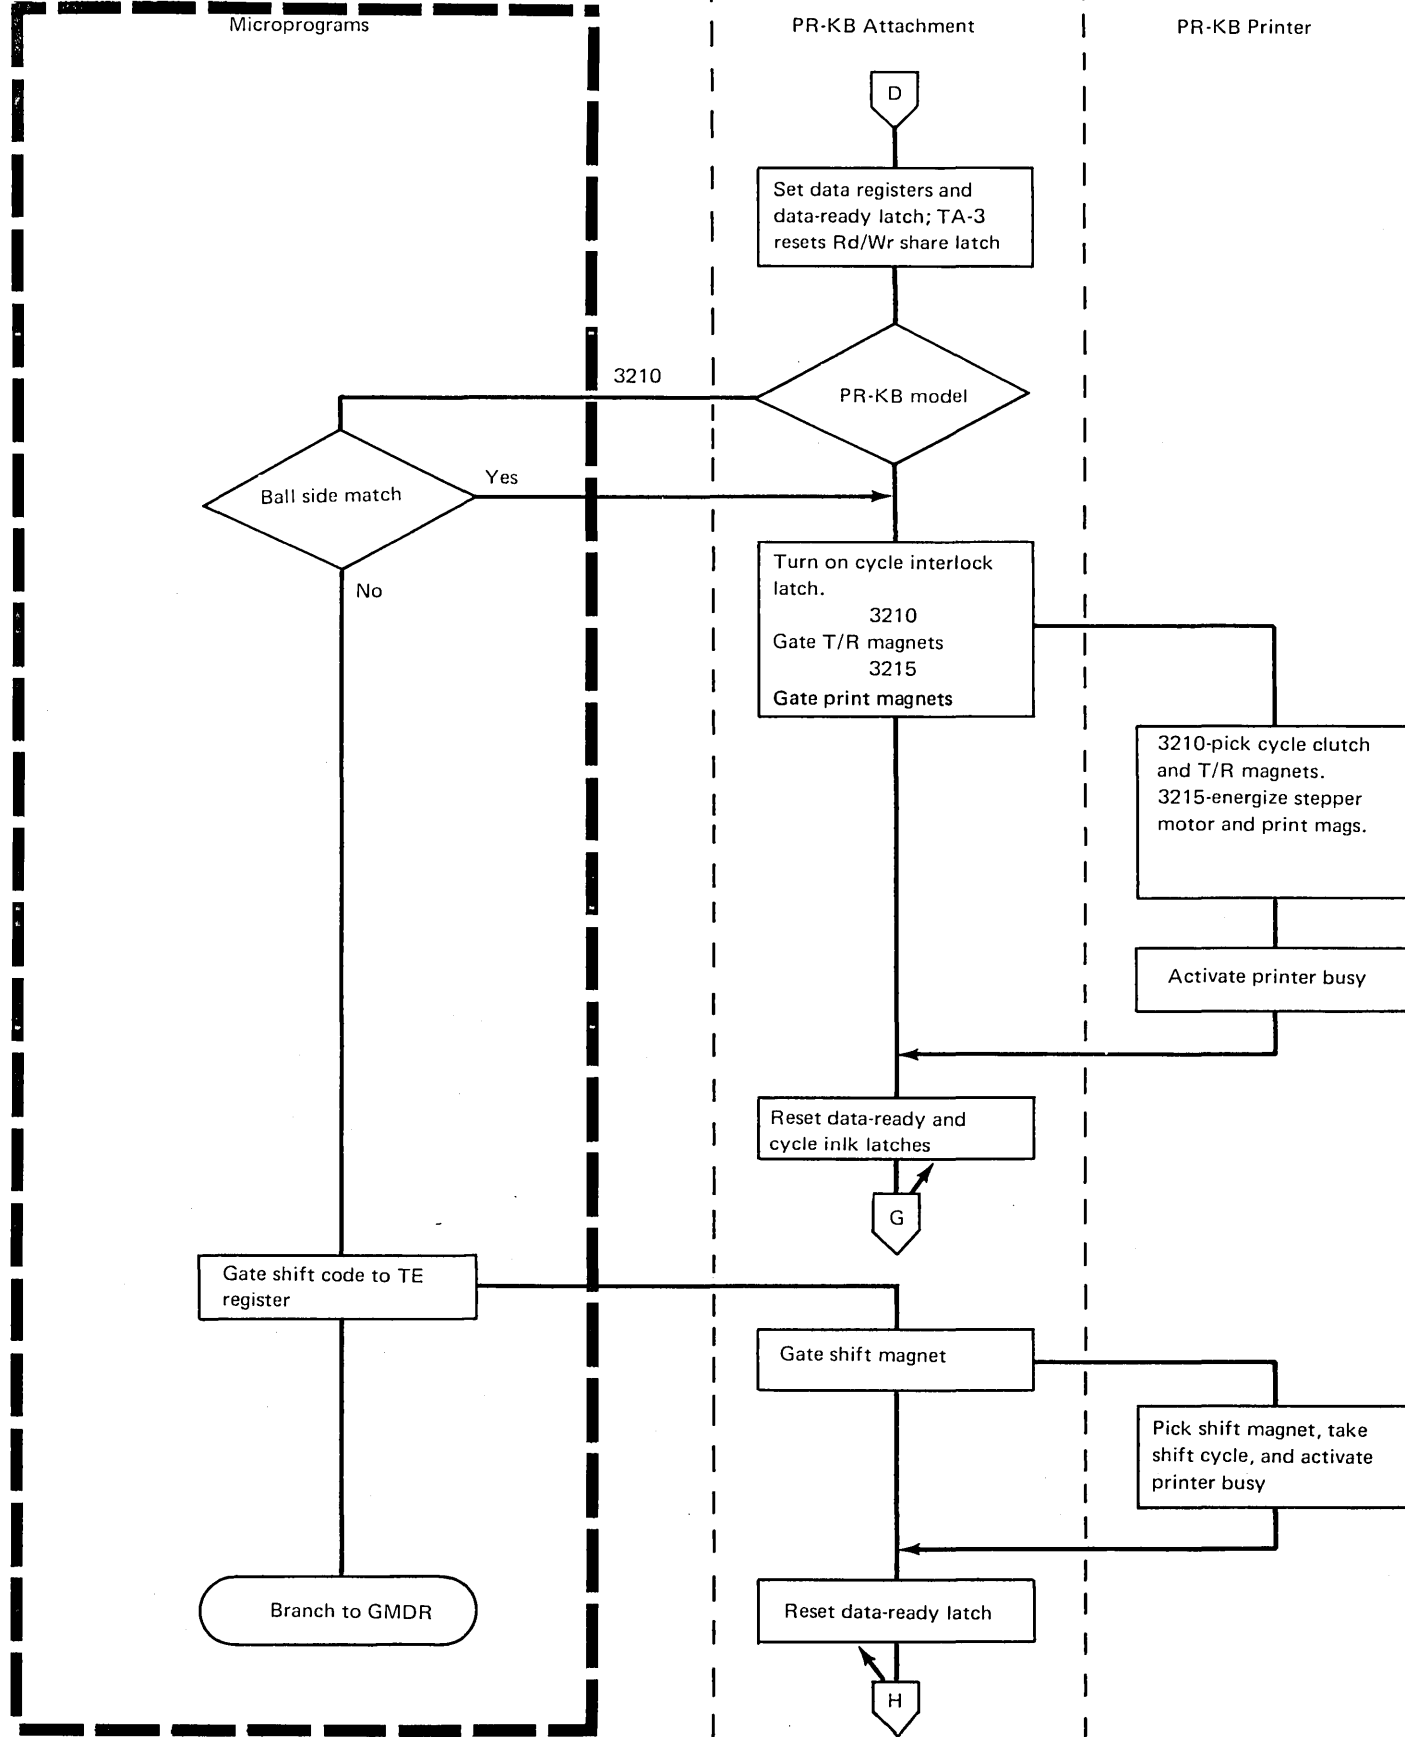 Microprograms
PR-KB Attachment
PR-KB Printer
D
Set data registers and
data-ready latch; TA-3
resets Rd/Wr share latch
3210
PR-KB model
Ball side match
Yes
No
Turn on cycle interlock
latch.
3210
Gate T/R magnets
3215
Gate print magnets
3210-pick cycle clutch
and T/R magnets.
3215-energize stepper
motor and print mags.
Activate printer busy
Reset data-ready and
cycle inlk latches
G
Gate shift code to TE
register
Gate shift magnet
Pick shift magnet, take
shift cycle, and activate
printer busy
Branch to GMDR
Reset data-ready latch
H